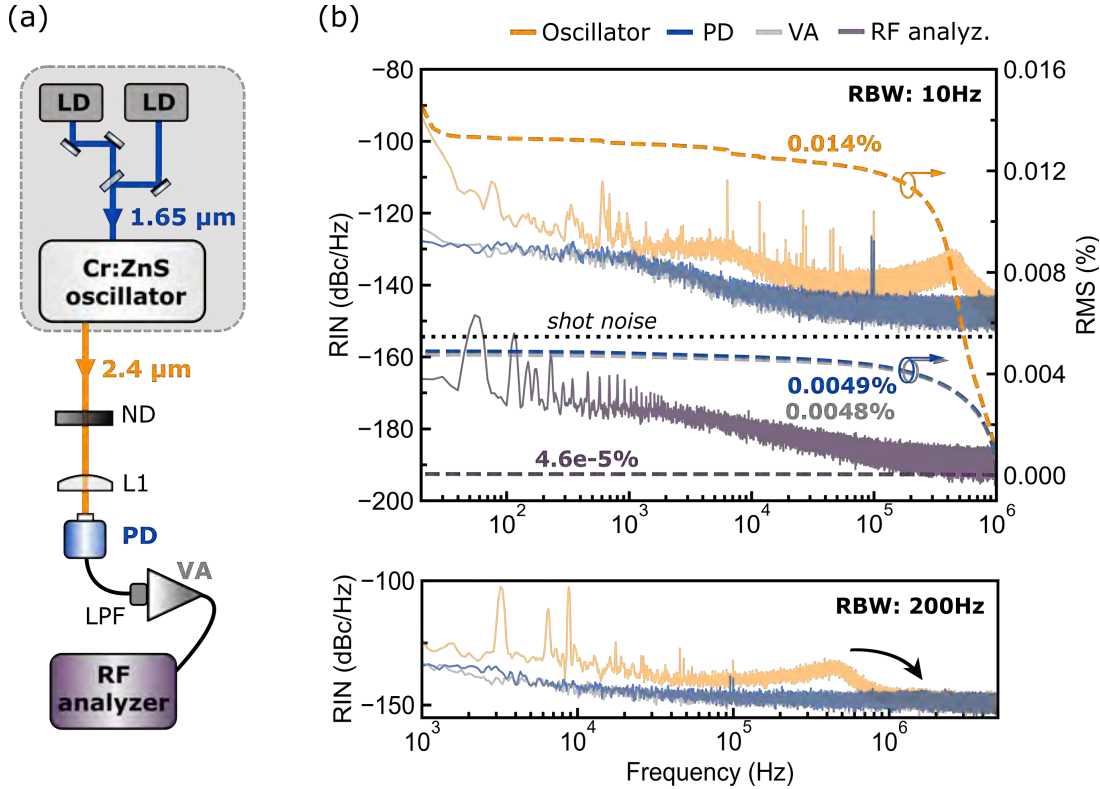 (a)
LD LD
1.65 µm
Cr:ZnS
oscillator
2.4 µm
ND
L1
PD
VA
LPF
RF
analyzer
(b)
Oscillator PD VA RF analyz.
RBW: 10Hz
RIN (dBc/Hz)
−80
−100
−120
−140
−160
−180
−200
0.016
0.012
0.008
0.004
0.000
RMS (%)
0.014%
shot noise
0.0049%
0.0048%
4.6e-5%
10² 10³ 10⁴ 10⁵ 10⁶
RBW: 200Hz
RIN (dBc/Hz)
−100
−150
10³ 10⁴ 10⁵ 10⁶
Frequency (Hz)